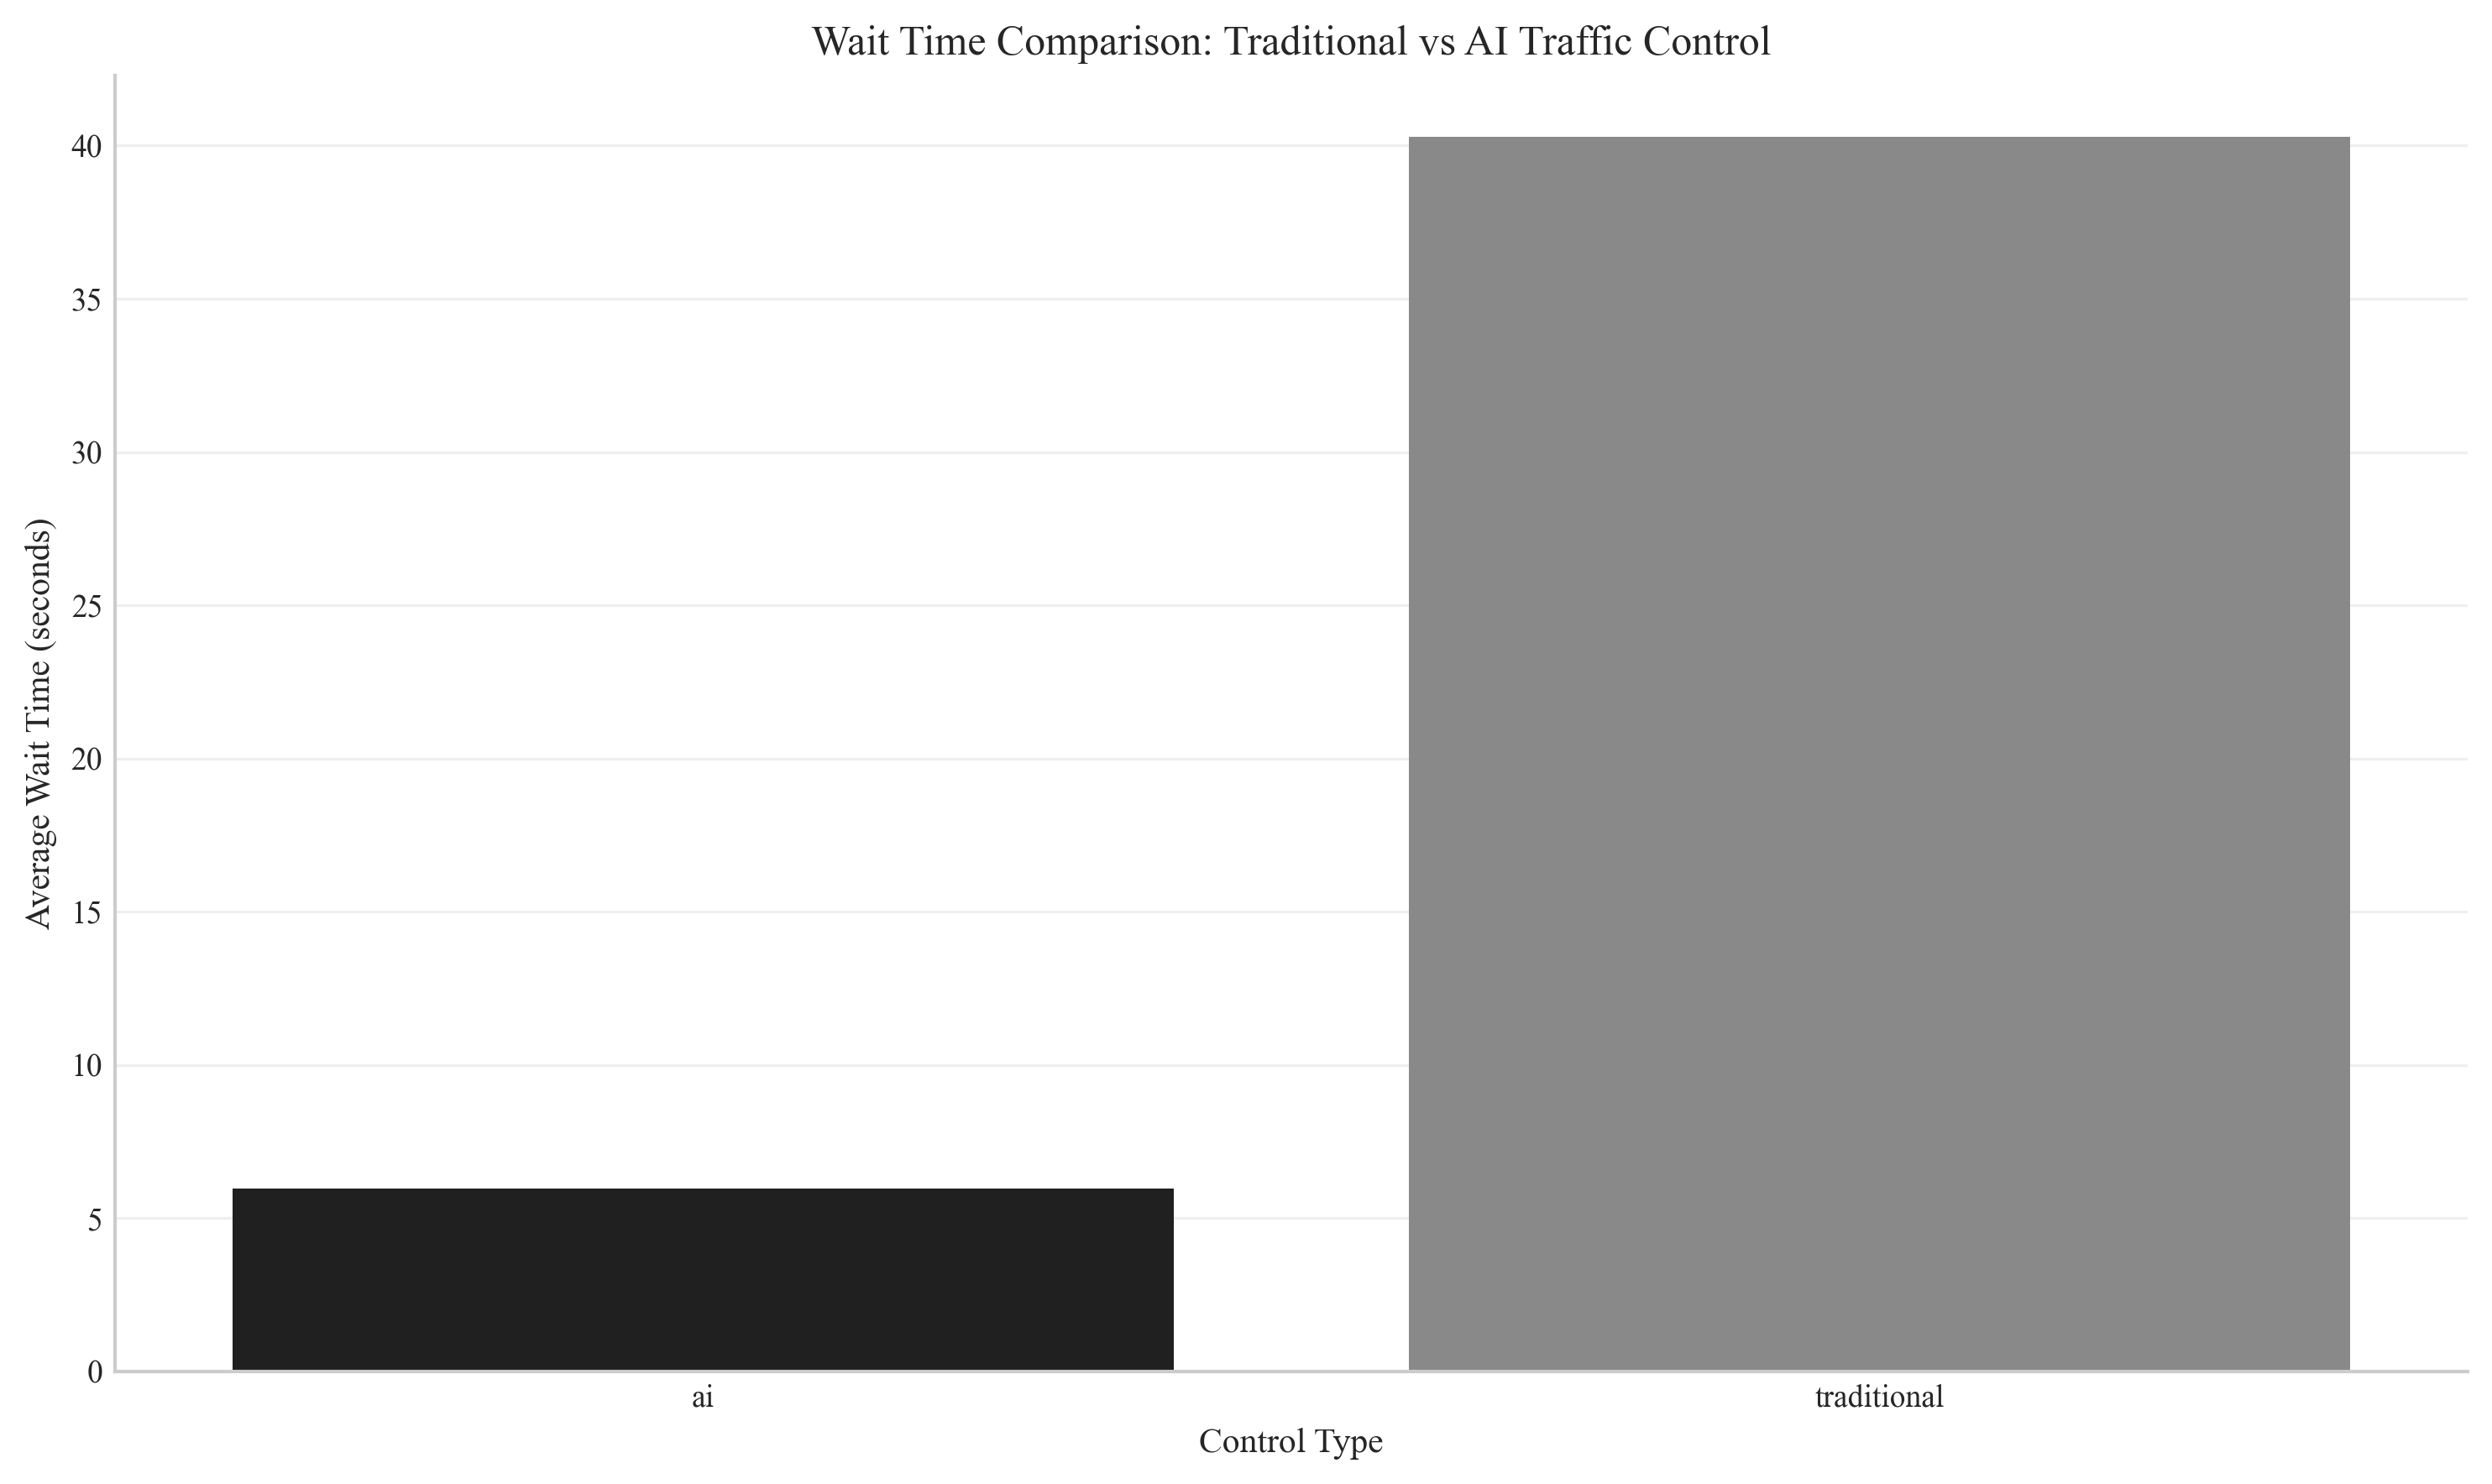 Wait Time Comparison: Traditional vs AI Traffic Control
Average Wait Time (seconds)
40
35
30
25
20
15
10
5
0
ai
traditional
Control Type